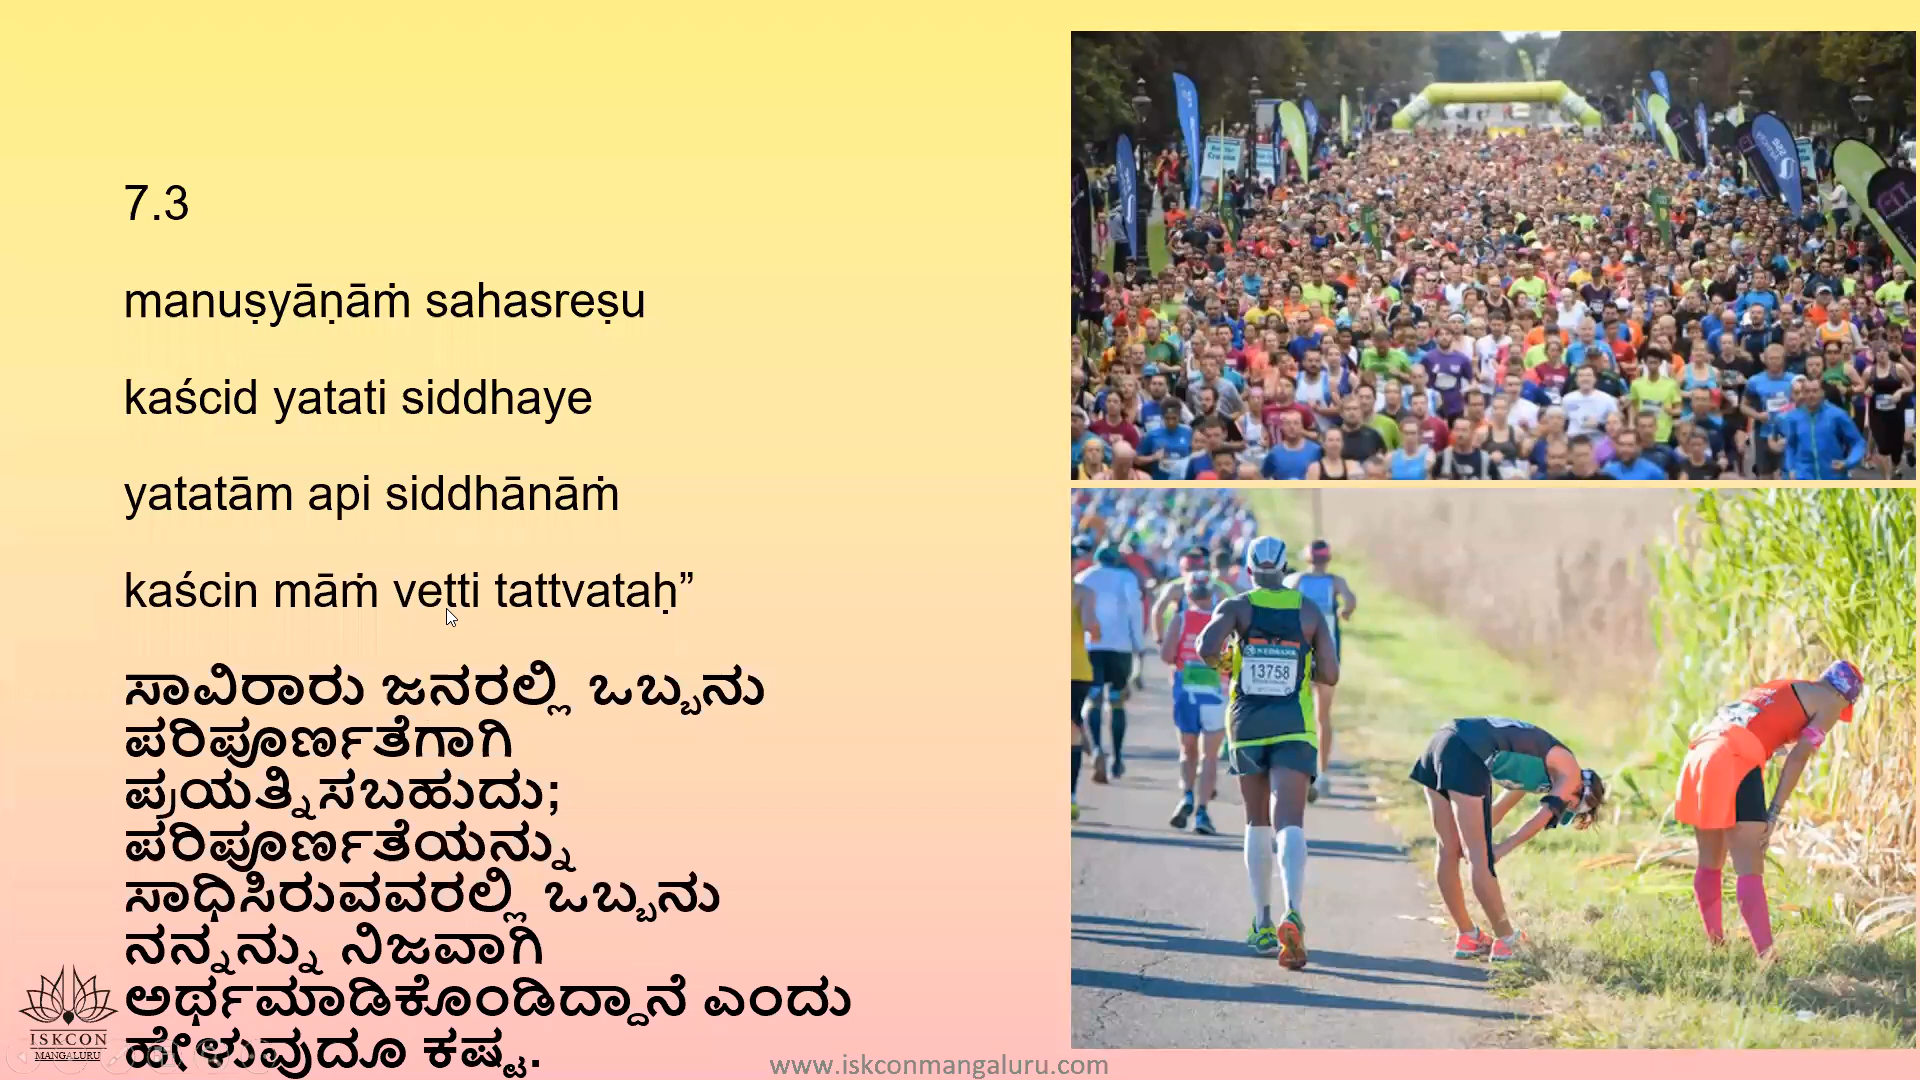 7.3
manuṣyāṇāṁ sahasreṣu
kaścid yatati siddhaye
yatatām api siddhānāṁ
kaścin māṁ vetti tattvataḥ”
ಸಾವಿರಾರು ಜನರಲ್ಲಿ ಒಬ್ಬನು
ಪರಿಪೂರ್ಣತೆಗಾಗಿ
ಪ್ರಯತ್ನಿಸಬಹುದು;
ಪರಿಪೂರ್ಣತೆಯನ್ನು
ಸಾಧಿಸಿರುವವರಲ್ಲಿ ಒಬ್ಬನು
ನನ್ನನ್ನು ನಿಜವಾಗಿ
ಅರ್ಥಮಾಡಿಕೊಂಡಿದ್ದಾನೆ ಎಂದು
ಹೇಳುವುದೂ ಕಷ್ಟ.
ISKCON
MANGALURU
www.iskconmangaluru.com
NEDBANK
13758